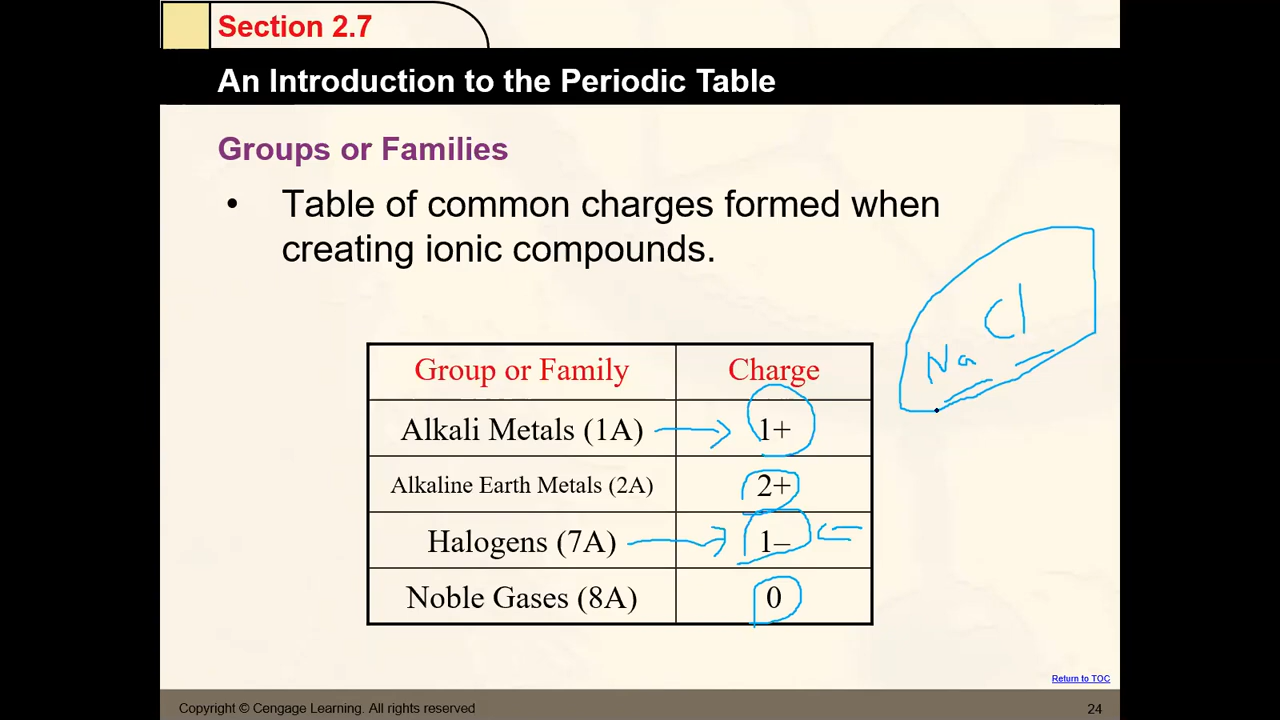 Section 2.7
An Introduction to the Periodic Table
Groups or Families
• Table of common charges formed when
creating ionic compounds.
Na Cl
Group or Family Charge
Alkali Metals (1A) 1+
Alkaline Earth Metals (2A) 2+
Halogens (7A) 1–
Noble Gases (8A) 0
Return to TOC
Copyright © Cengage Learning. All rights reserved 24